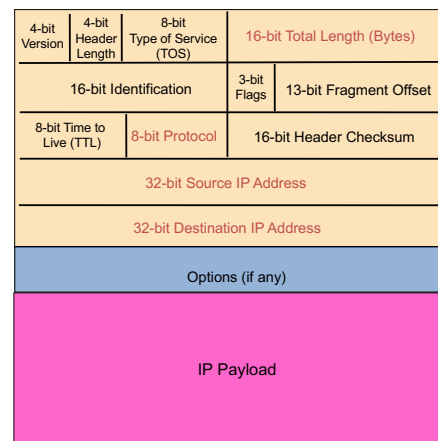 4-bit
Version
4-bit
Header
Length
8-bit
Type of Service
(TOS)
16-bit Total Length (Bytes)
16-bit Identification
3-bit
Flags
13-bit Fragment Offset
8-bit Time to
Live (TTL)
8-bit Protocol
16-bit Header Checksum
32-bit Source IP Address
32-bit Destination IP Address
Options (if any)
IP Payload